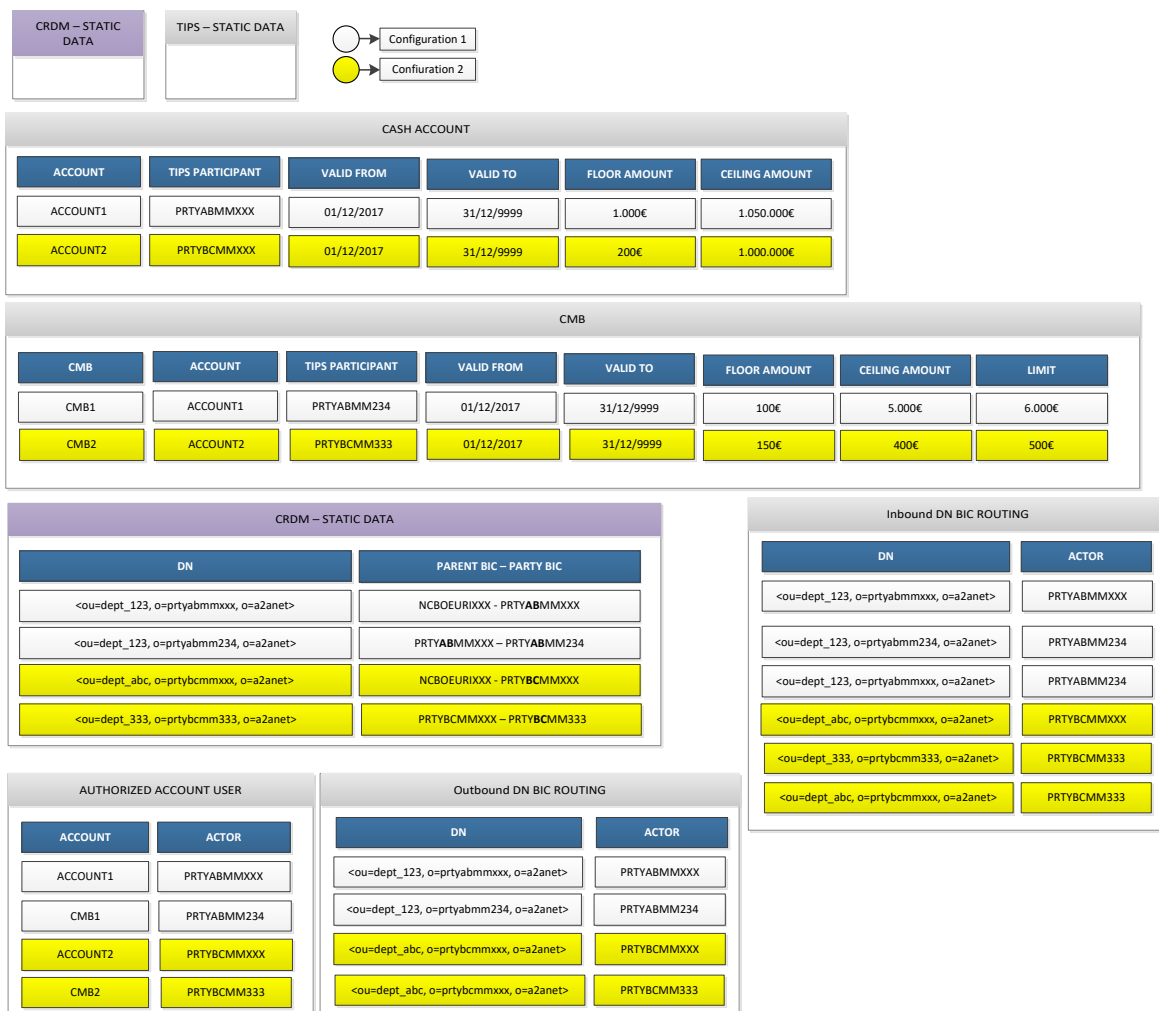 CRDM – STATIC
DATA
TIPS – STATIC DATA
Configuration 1
Confiuration 2
CASH ACCOUNT
ACCOUNT TIPS PARTICIPANT VALID FROM VALID TO FLOOR AMOUNT CEILING AMOUNT
ACCOUNT1 PRTYABMMXXX 01/12/2017 31/12/9999 1.000€ 1.050.000€
ACCOUNT2 PRTYBCMMXXX 01/12/2017 31/12/9999 200€ 1.000.000€
CMB
CMB ACCOUNT TIPS PARTICIPANT VALID FROM VALID TO FLOOR AMOUNT CEILING AMOUNT LIMIT
CMB1 ACCOUNT1 PRTYABMM234 01/12/2017 31/12/9999 100€ 5.000€ 6.000€
CMB2 ACCOUNT2 PRTYBCMM333 01/12/2017 31/12/9999 150€ 400€ 500€
CRDM – STATIC DATA
DN PARENT BIC – PARTY BIC
<ou=dept_123, o=prtyabmmxxx, o=a2anet> NCBOEURIXXX - PRTYABMMXXX
<ou=dept_123, o=prtyabmm234, o=a2anet> PRTYABMMXXX – PRTYABMM234
<ou=dept_abc, o=prtybcmmxxx, o=a2anet> NCBOEURIXXX - PRTYBCMMXXX
<ou=dept_333, o=prtybcmm333, o=a2anet> PRTYBCMMXXX – PRTYBCMM333
Inbound DN BIC ROUTING
DN ACTOR
<ou=dept_123, o=prtyabmmxxx, o=a2anet> PRTYABMMXXX
<ou=dept_123, o=prtyabmm234, o=a2anet> PRTYABMM234
<ou=dept_123, o=prtyabmmxxx, o=a2anet> PRTYABMM234
<ou=dept_abc, o=prtybcmmxxx, o=a2anet> PRTYBCMMXXX
<ou=dept_333, o=prtybcmm333, o=a2anet> PRTYBCMM333
<ou=dept_abc, o=prtybcmmxxx, o=a2anet> PRTYBCMM333
AUTHORIZED ACCOUNT USER
ACCOUNT ACTOR
ACCOUNT1 PRTYABMMXXX
CMB1 PRTYABMM234
ACCOUNT2 PRTYBCMMXXX
CMB2 PRTYBCMM333
Outbound DN BIC ROUTING
DN ACTOR
<ou=dept_123, o=prtyabmmxxx, o=a2anet> PRTYABMMXXX
<ou=dept_123, o=prtyabmm234, o=a2anet> PRTYABMM234
<ou=dept_abc, o=prtybcmmxxx, o=a2anet> PRTYBCMMXXX
<ou=dept_abc, o=prtybcmmxxx, o=a2anet> PRTYBCMM333